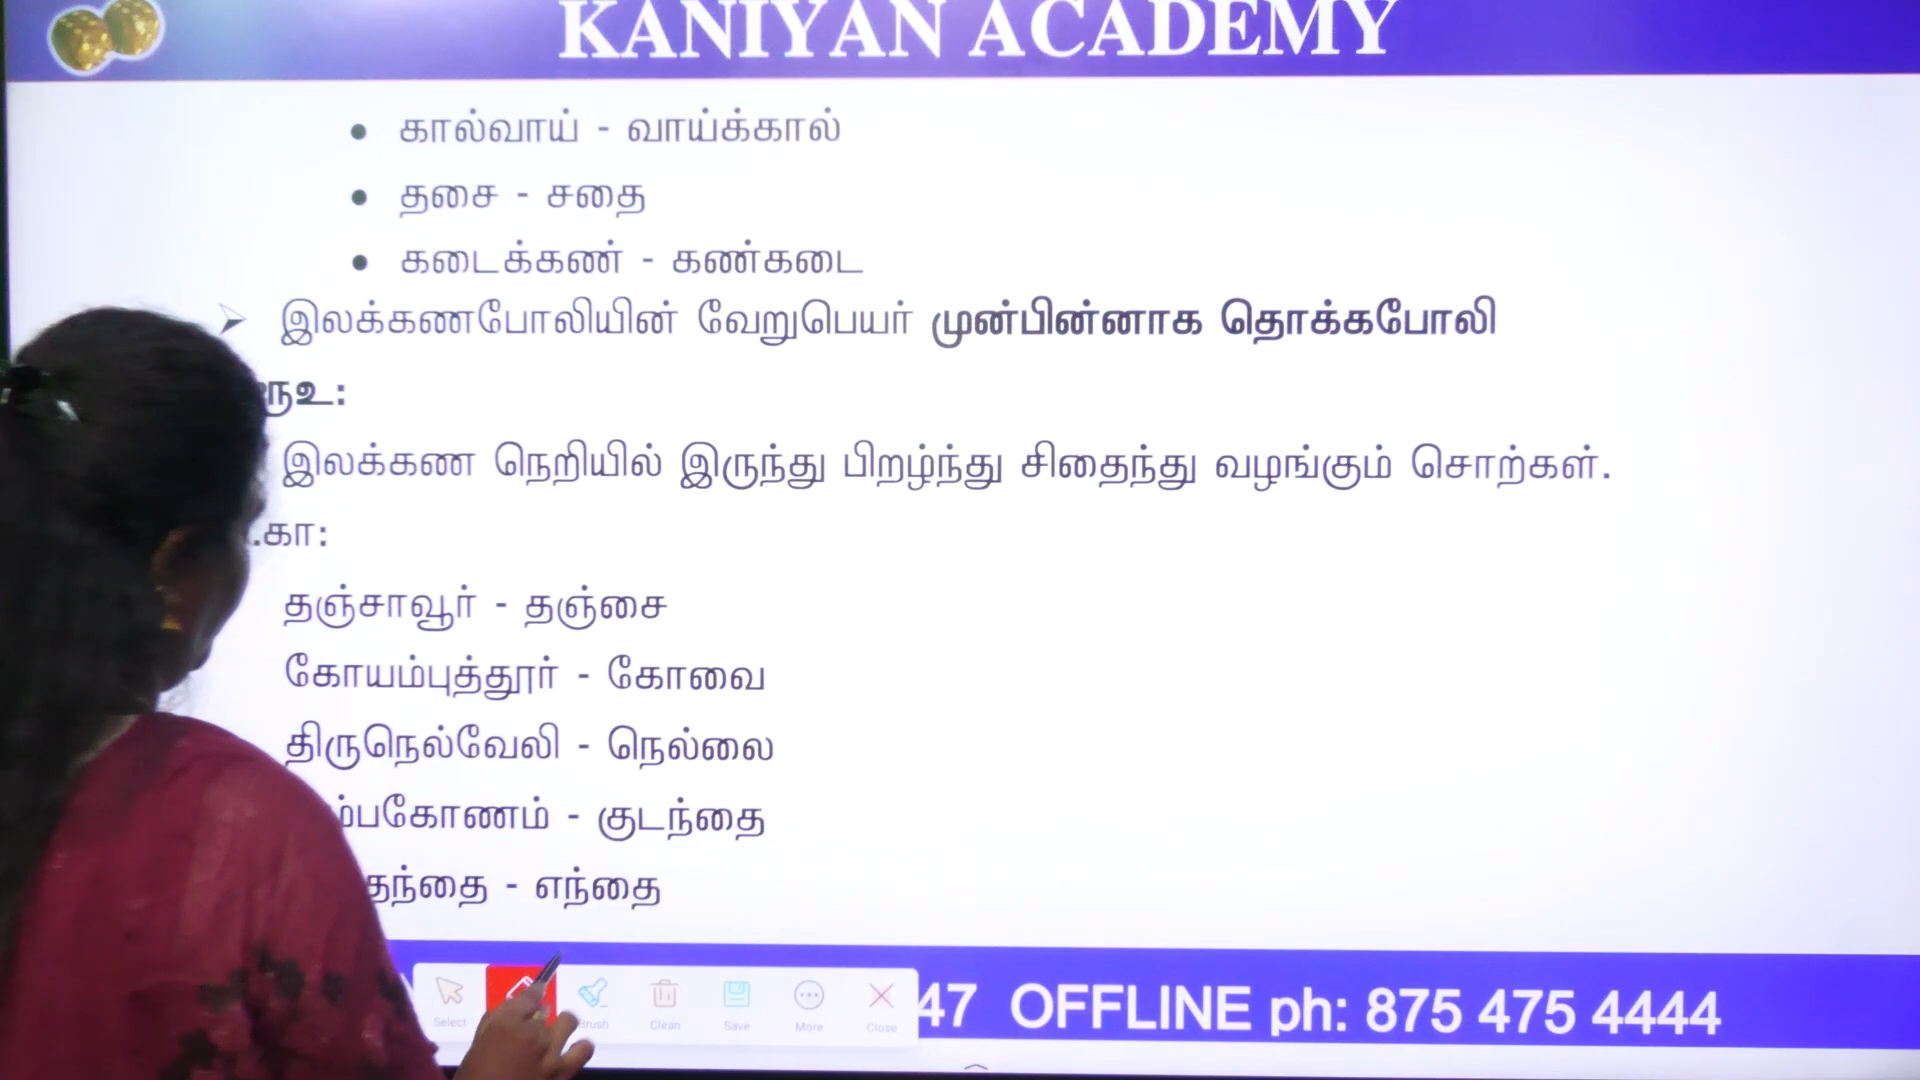 KANIYAN ACADEMY
• கால்வாய் - வாய்க்கால்
• தசை - சதை
• கடைக்கண் - கண்கடை
➢ இலக்கணபோலியின் வேறுபெயர் முன்பின்னாக தொக்கபோலி
இலக்கண நெறியில் இருந்து பிறழ்ந்து சிதைந்து வழங்கும் சொற்கள்.
.கா:
தஞ்சாவூர் - தஞ்சை
கோயம்புத்தூர் - கோவை
திருநெல்வேலி - நெல்லை
ம்பகோணம் - குடந்தை
தந்தை - எந்தை
Select Brush Clean Save More Close
47 OFFLINE ph: 875 475 4444